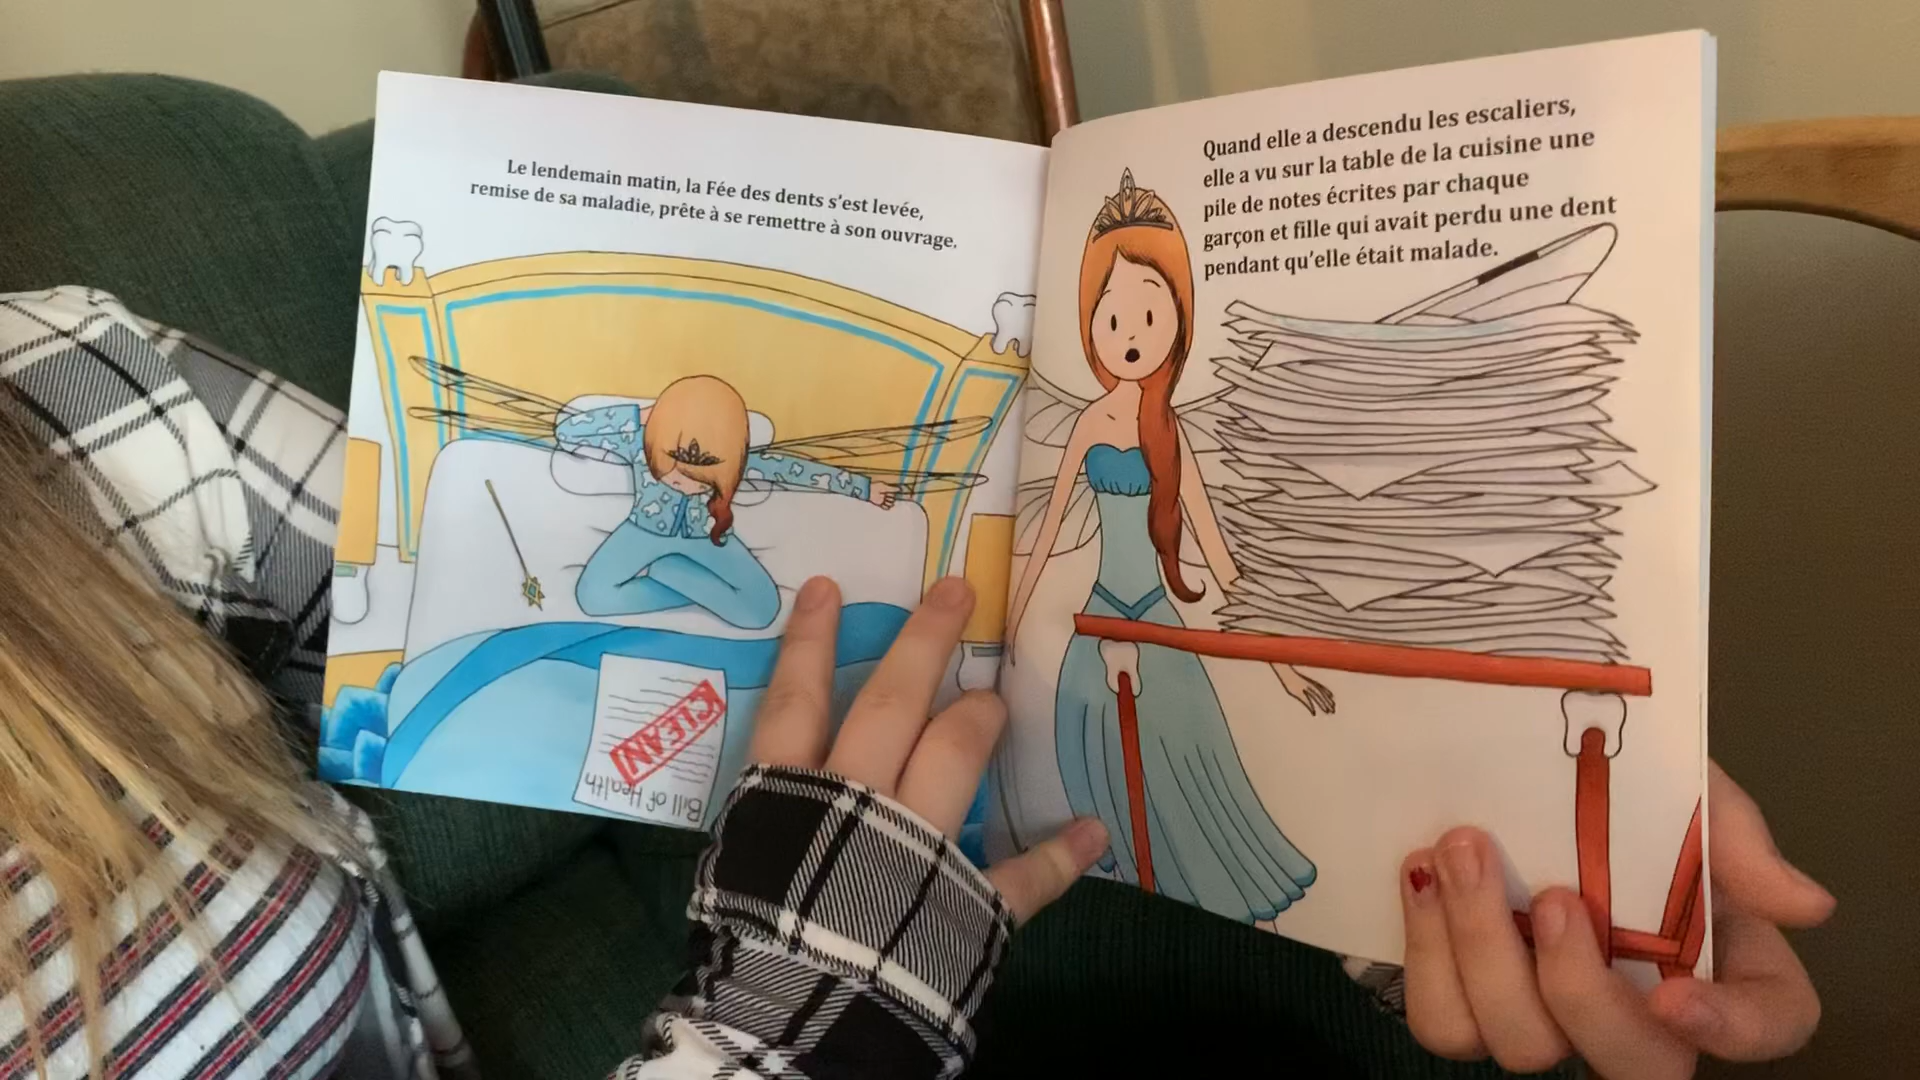 Le lendemain matin, la Fée des dents s'est levée,
remise de sa maladie, prête à se remettre à son ouvrage.
CLEAN
Bill of Health
Quand elle a descendu les escaliers,
elle a vu sur la table de la cuisine une
pile de notes écrites par chaque
garçon et fille qui avait perdu une dent
pendant qu'elle était malade.